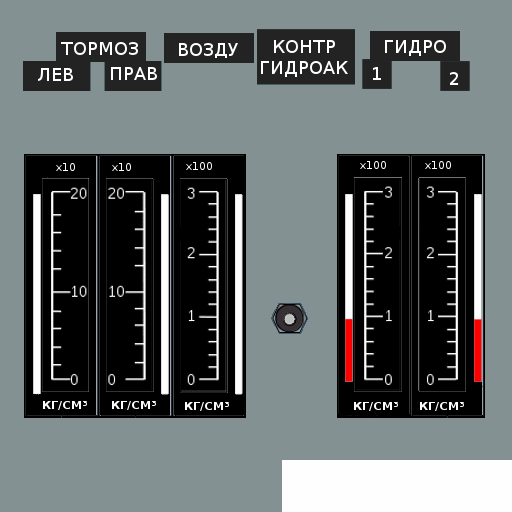 ТОРМОЗ
ВОЗДУ
КОНТР
ГИДРОАК
ГИДРО
ЛЕВ
ПРАВ
1
2
x10
x10
x100
x100
x100
20
20
3
3
3
2
2
2
10
10
1
1
1
0
0
0
0
0
КГ/СМ³
КГ/СМ³
КГ/СМ³
КГ/СМ³
КГ/СМ³